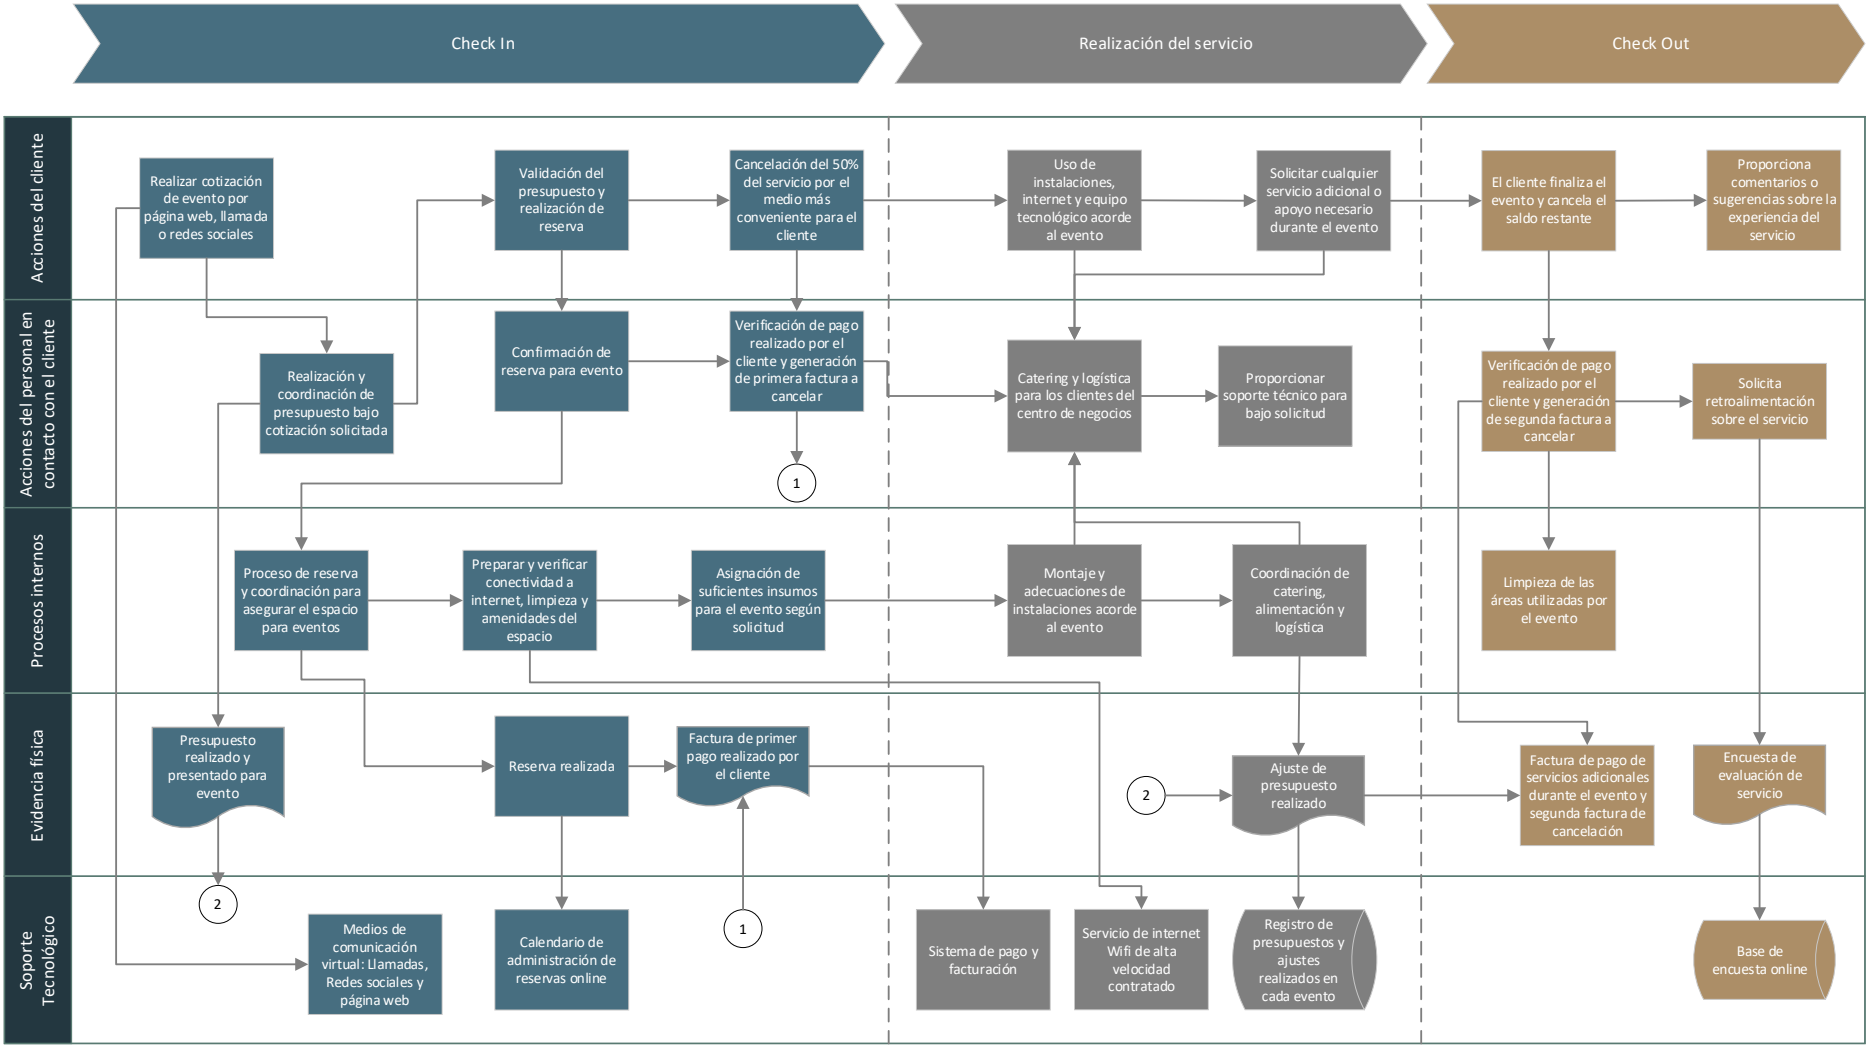 Check In
Realización del servicio
Check Out
Acciones del cliente
Realizar cotización
de evento por
página web, llamada
o redes sociales
Validación del
presupuesto y
realización de
reserva
Cancelación del 50%
del servicio por el
medio más
conveniente para el
cliente
Uso de
instalaciones,
internet y equipo
tecnológico acorde
al evento
Solicitar cualquier
servicio adicional o
apoyo necesario
durante el evento
El cliente finaliza el
evento y cancela el
saldo restante
Proporciona
comentarios o
sugerencias sobre la
experiencia del
servicio
Acciones del personal en
contacto con el cliente
Realización y
coordinación de
presupuesto bajo
cotización solicitada
Confirmación de
reserva para evento
Verificación de pago
realizado por el
cliente y generación
de primera factura a
cancelar
1
Catering y logística
para los clientes del
centro de negocios
Proporcionar
soporte técnico para
bajo solicitud
Verificación de pago
realizado por el
cliente y generación
de segunda factura a
cancelar
Solicita
retroalimentación
sobre el servicio
Procesos internos
Proceso de reserva
y coordinación para
asegurar el espacio
para eventos
Preparar y verificar
conectividad a
internet, limpieza y
amenidades del
espacio
Asignación de
suficientes insumos
para el evento según
solicitud
Montaje y
adecuaciones de
instalaciones acorde
al evento
Coordinación de
catering,
alimentación y
logística
Limpieza de las
áreas utilizadas por
el evento
Evidencia física
Presupuesto
realizado y
presentado para
evento
Reserva realizada
Factura de primer
pago realizado por
el cliente
2
Ajuste de
presupuesto
realizado
Factura de pago de
servicios adicionales
durante el evento y
segunda factura de
cancelación
Encuesta de
evaluación de
servicio
Soporte
Tecnológico
2
Medios de
comunicación
virtual: Llamadas,
Redes sociales y
página web
Calendario de
administración de
reservas online
1
Sistema de pago y
facturación
Servicio de internet
Wifi de alta
velocidad
contratado
Registro de
presupuestos y
ajustes
realizados en
cada evento
Base de
encuesta online